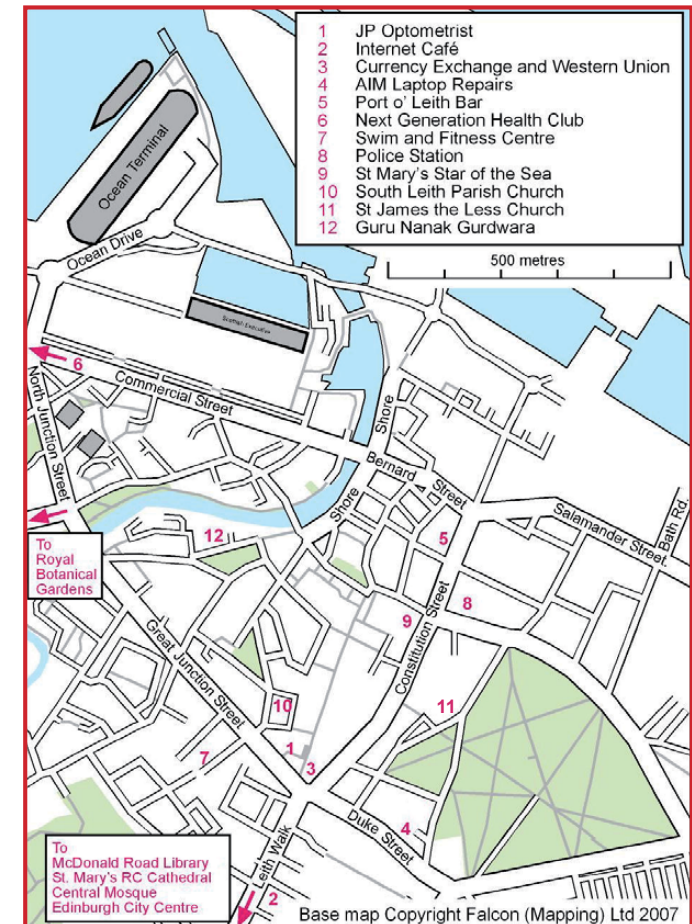 1 JP Optometrist
2 Internet Café
3 Currency Exchange and Western Union
4 AIM Laptop Repairs
5 Port o' Leith Bar
6 Next Generation Health Club
7 Swim and Fitness Centre
8 Police Station
9 St Mary's Star of the Sea
10 South Leith Parish Church
11 St James the Less Church
12 Guru Nanak Gurdwara
500 metres
Ocean Terminal
Ocean Drive
Scottish Executive
6
Commercial Street
North Junction Street
Shore
Bernard Street
Shore
Salamander Street
Bath Rd.
5
12
To
Royal
Botanical
Gardens
8
9
Constitution Street
Great Junction Street
10
11
1
7
3
4
Duke Street
Leith Walk
2
To
McDonald Road Library
St. Mary's RC Cathedral
Central Mosque
Edinburgh City Centre
Base map Copyright Falcon (Mapping) Ltd 2007